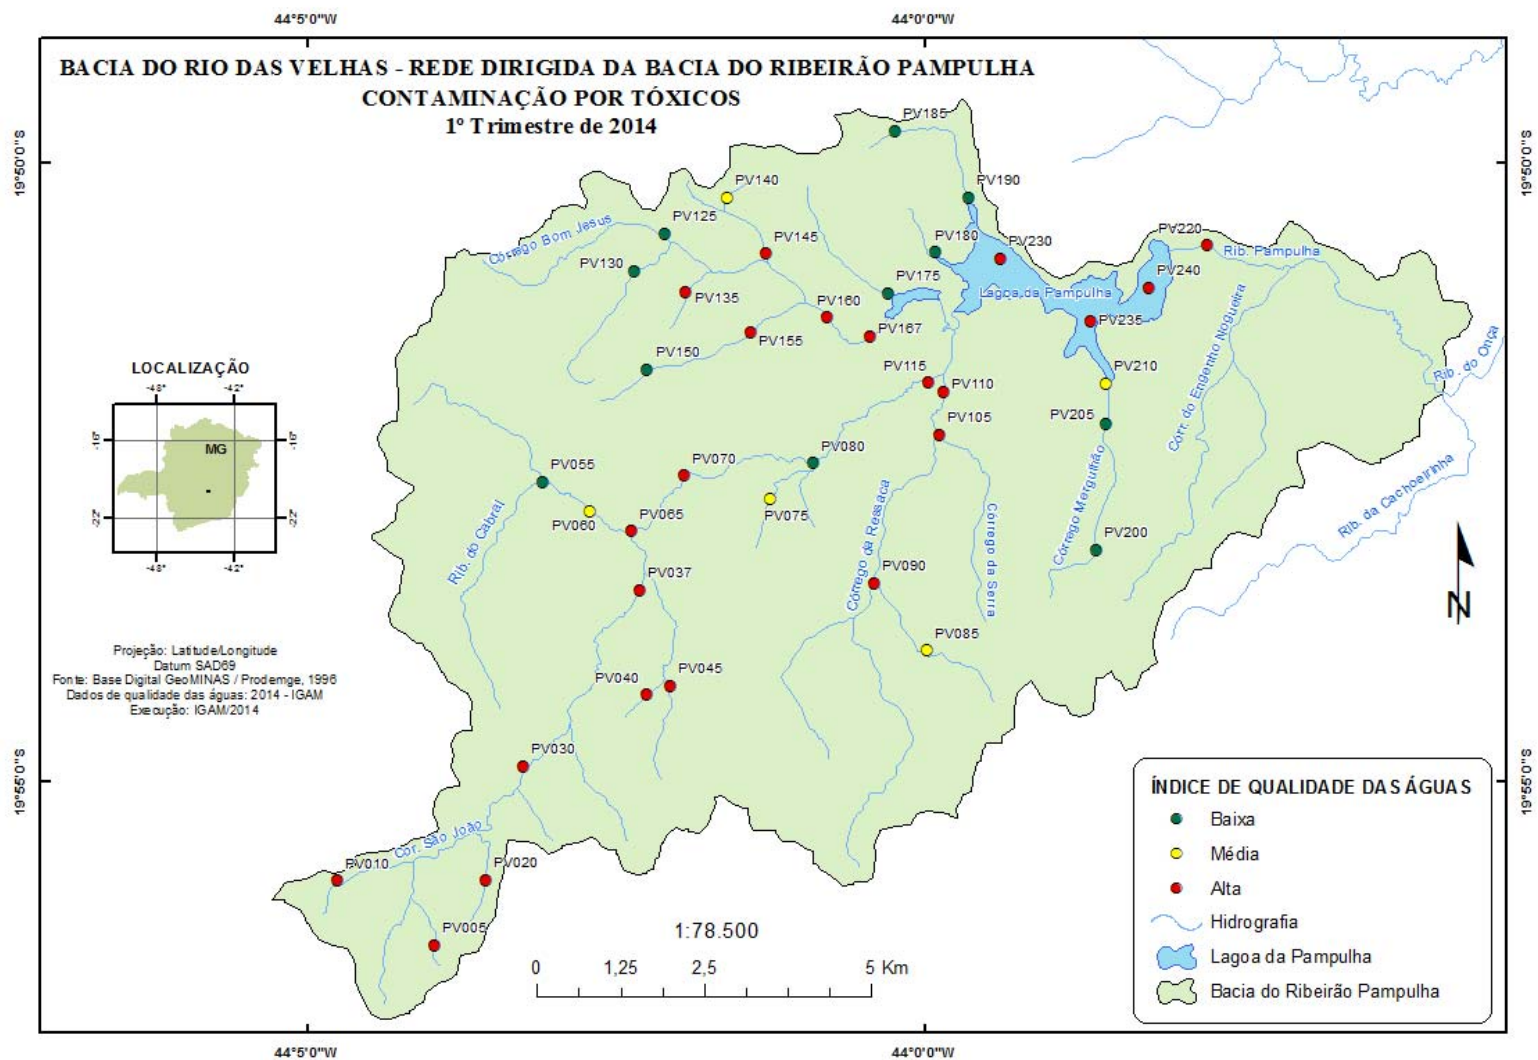 44°5'0"W
44°0'0"W
BACIA DO RIO DAS VELHAS - REDE DIRIGIDA DA BACIA DO RIBEIRÃO PAMPULHA
CONTAMINAÇÃO POR TÓXICOS
1º Trimestre de 2014
19°50'0"S
19°50'0"S
PV185
PV140
PV190
PV125
Córrego Bom Jesus
PV145
PV180
PV230
PV220
Rib. Pampulha
PV130
PV175
PV240
PV135
Lagoa da Pampulha
PV160
PV235
PV155
PV167
PV150
PV115
PV110
PV210
PV105
PV205
Córr. do Engenho Nogueira
Rib. do Onça
LOCALIZAÇÃO
-48°
-42°
MG
-18°
-18°
-22°
-22°
-48°
-42°
PV055
PV070
PV080
PV060
PV065
PV075
Rib. do Cabral
Córrego da Ressaca
Córrego da Serra
Córrego Mergulhão
Rib. da Cachoeirinha
PV200
PV037
PV090
N
PV085
PV040
PV045
Projeção: Latitude/Longitude
Datum SAD69
Fonte: Base Digital GeoMINAS / Prodemge, 1996
Dados de qualidade das águas: 2014 - IGAM
Execução: IGAM/2014
PV030
19°55'0"S
19°55'0"S
Cór. São João
PV010
PV020
PV005
1:78.500
0 1,25 2,5 5 Km
ÍNDICE DE QUALIDADE DAS ÁGUAS
Baixa
Média
Alta
Hidrografia
Lagoa da Pampulha
Bacia do Ribeirão Pampulha
44°5'0"W
44°0'0"W